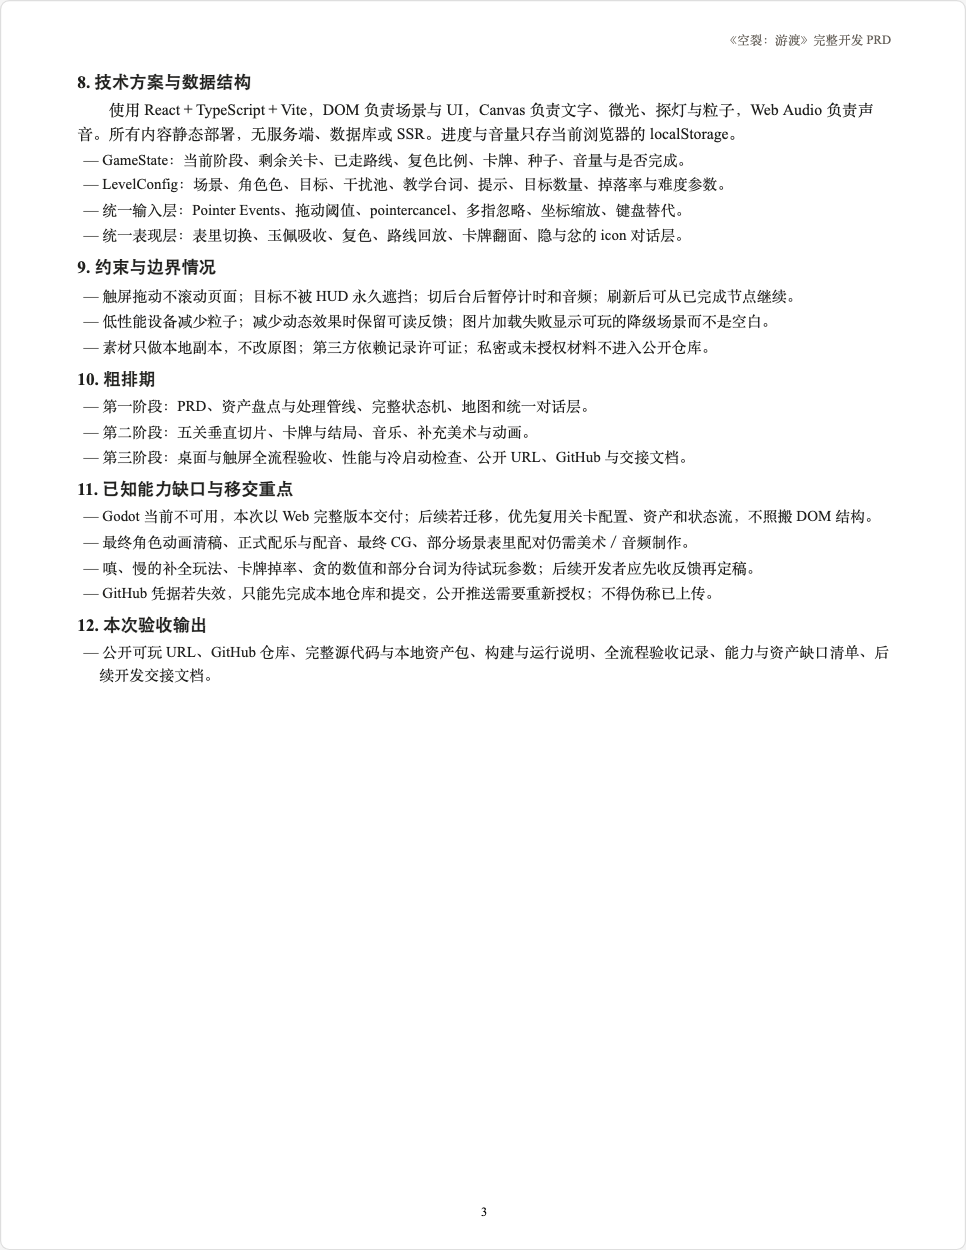 《空裂：游渡》完整开发 PRD
8. 技术方案与数据结构
使用 React＋TypeScript＋Vite，DOM 负责场景与 UI，Canvas 负责文字、微光、探灯与粒子，Web Audio 负责声
音。所有内容静态部署，无服务端、数据库或 SSR。进度与音量只存当前浏览器的 localStorage。
— GameState：当前阶段、剩余关卡、已走路线、复色比例、卡牌、种子、音量与是否完成。
— LevelConfig：场景、角色色、目标、干扰池、教学台词、提示、目标数量、掉落率与难度参数。
— 统一输入层：Pointer Events、拖动阈值、pointercancel、多指忽略、坐标缩放、键盘替代。
— 统一表现层：表里切换、玉佩吸收、复色、路线回放、卡牌翻面、隐与忿的 icon 对话层。
9. 约束与边界情况
— 触屏拖动不滚动页面；目标不被 HUD 永久遮挡；切后台后暂停计时和音频；刷新后可从已完成节点继续。
— 低性能设备减少粒子；减少动态效果时保留可读反馈；图片加载失败显示可玩的降级场景而不是空白。
— 素材只做本地副本，不改原图；第三方依赖记录许可证；私密或未授权材料不进入公开仓库。
10. 粗排期
— 第一阶段：PRD、资产盘点与处理管线、完整状态机、地图和统一对话层。
— 第二阶段：五关垂直切片、卡牌与结局、音乐、补充美术与动画。
— 第三阶段：桌面与触屏全流程验收、性能与冷启动检查、公开 URL、GitHub 与交接文档。
11. 已知能力缺口与移交重点
— Godot 当前不可用，本次以 Web 完整版本交付；后续若迁移，优先复用关卡配置、资产和状态流，不照搬 DOM 结构。
— 最终角色动画清稿、正式配乐与配音、最终 CG、部分场景表里配对仍需美术／音频制作。
— 嗔、慢的补全玩法、卡牌掉率、贪的数值和部分台词为待试玩参数；后续开发者应先收反馈再定稿。
— GitHub 凭据若失效，只能先完成本地仓库和提交，公开推送需要重新授权；不得伪称已上传。
12. 本次验收输出
— 公开可玩 URL、GitHub 仓库、完整源代码与本地资产包、构建与运行说明、全流程验收记录、能力与资产缺口清单、后
续开发交接文档。
3